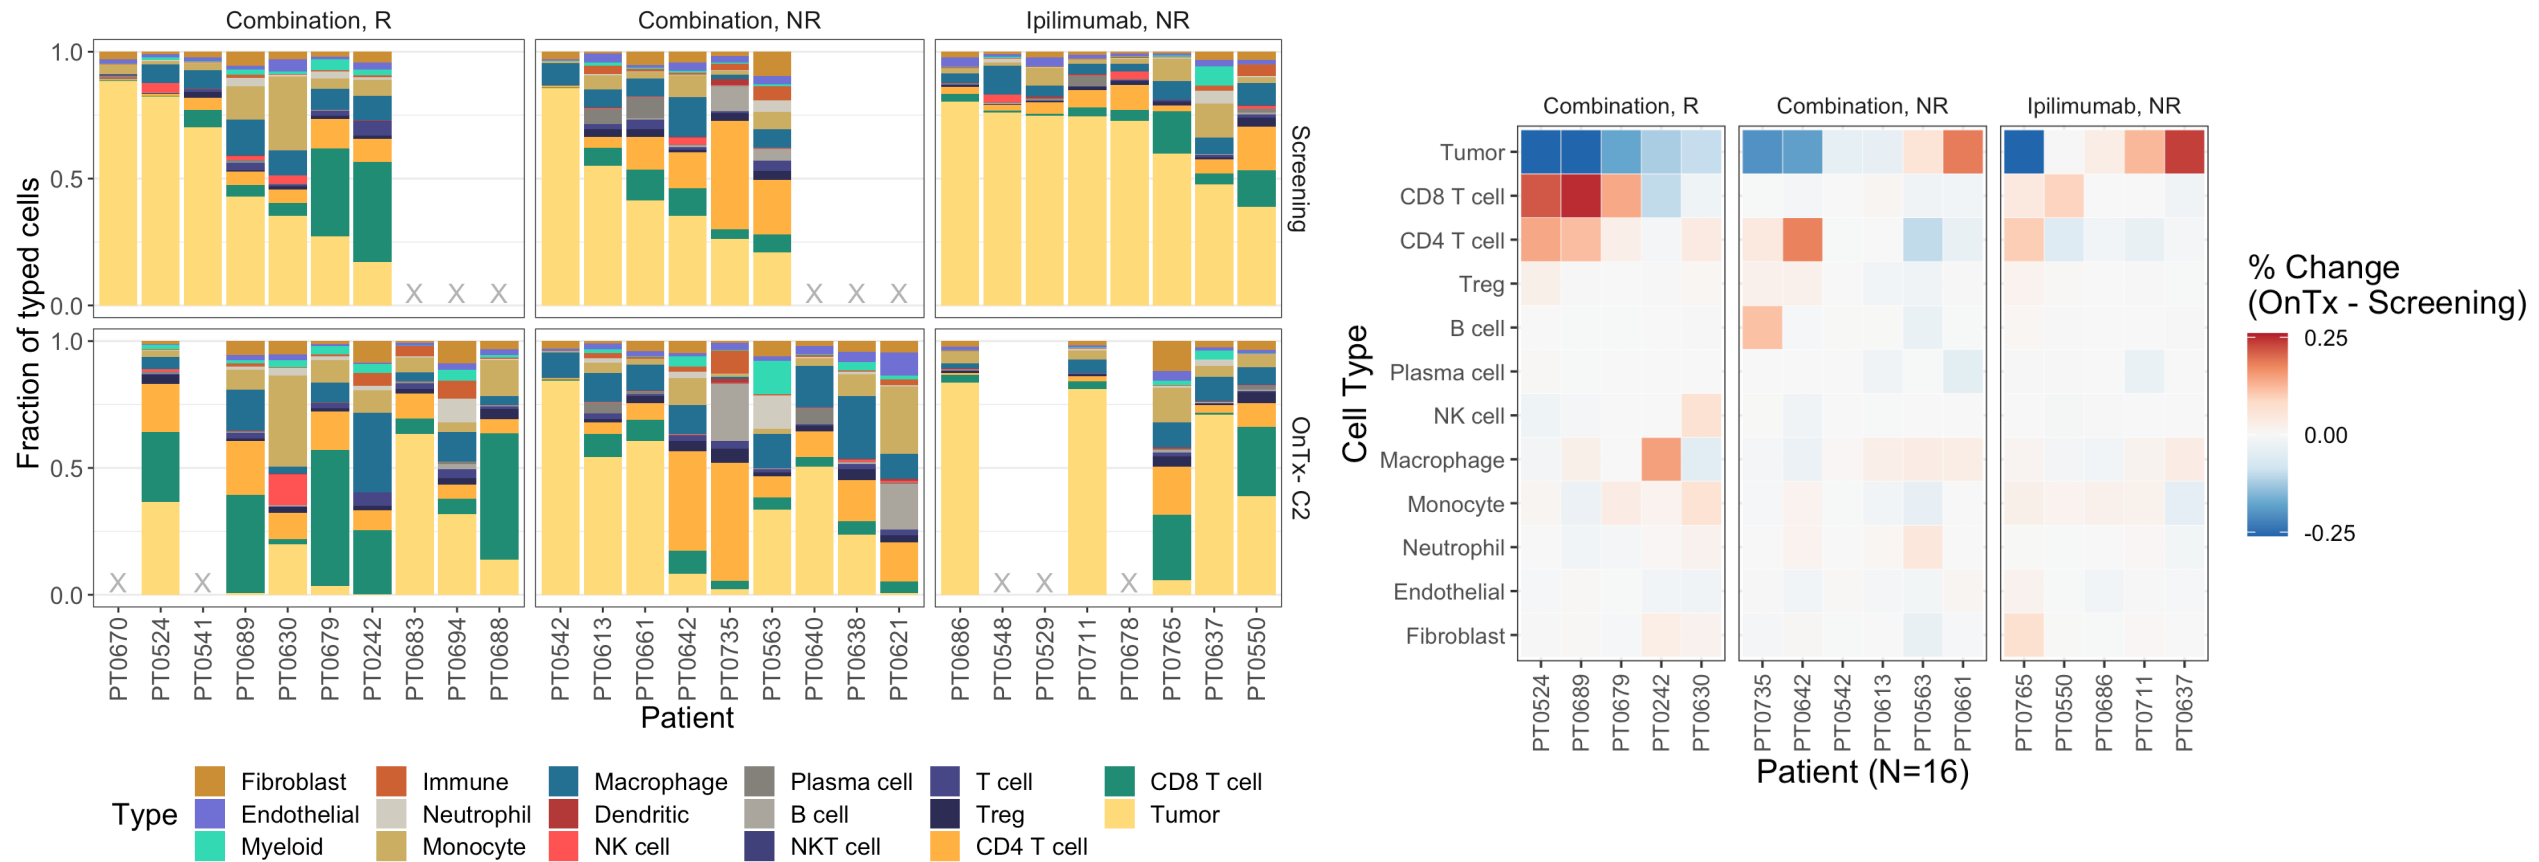 Combination, R
Combination, NR
Ipilimumab, NR
Fraction of typed cells
1.0
0.5
0.0
X X X
X X X
Screening
1.0
0.5
0.0
X X
X X X
OnTx- C2
PT0670
PT0524
PT0541
PT0689
PT0630
PT0679
PT0242
PT0683
PT0694
PT0688
PT0542
PT0613
PT0661
PT0642
PT0735
PT0563
PT0640
PT0638
PT0621
PT0686
PT0548
PT0529
PT0711
PT0678
PT0765
PT0637
PT0550
Patient
Type
Fibroblast
Endothelial
Myeloid
Immune
Neutrophil
Monocyte
Macrophage
Dendritic
NK cell
Plasma cell
B cell
NKT cell
T cell
Treg
CD4 T cell
CD8 T cell
Tumor
Combination, R
Combination, NR
Ipilimumab, NR
Cell Type
Tumor
CD8 T cell
CD4 T cell
Treg
B cell
Plasma cell
NK cell
Macrophage
Monocyte
Neutrophil
Endothelial
Fibroblast
PT0524
PT0689
PT0679
PT0242
PT0630
PT0735
PT0642
PT0542
PT0613
PT0563
PT0661
PT0765
PT0550
PT0686
PT0711
PT0637
Patient (N=16)
% Change
(OnTx - Screening)
0.25
0.00
-0.25